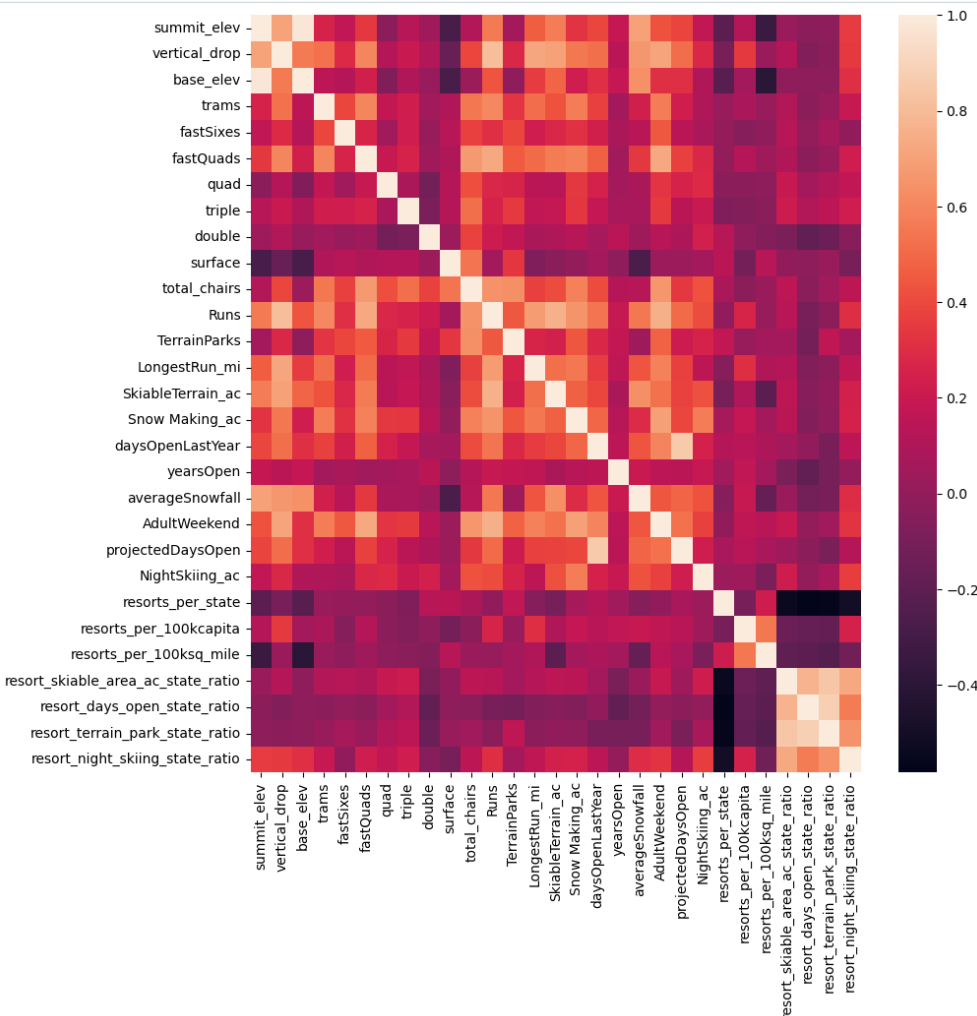 summit_elev
vertical_drop
base_elev
trams
fastSixes
fastQuads
quad
triple
double
surface
total_chairs
Runs
TerrainParks
LongestRun_mi
SkiableTerrain_ac
Snow Making_ac
daysOpenLastYear
yearsOpen
averageSnowfall
AdultWeekend
projectedDaysOpen
NightSkiing_ac
resorts_per_state
resorts_per_100kcapita
resorts_per_100ksq_mile
resort_skiable_area_ac_state_ratio
resort_days_open_state_ratio
resort_terrain_park_state_ratio
resort_night_skiing_state_ratio
summit_elev
vertical_drop
base_elev
trams
fastSixes
fastQuads
quad
triple
double
surface
total_chairs
Runs
TerrainParks
LongestRun_mi
SkiableTerrain_ac
Snow Making_ac
daysOpenLastYear
yearsOpen
averageSnowfall
AdultWeekend
projectedDaysOpen
NightSkiing_ac
resorts_per_state
resorts_per_100kcapita
resorts_per_100ksq_mile
esort_skiable_area_ac_state_ratio
resort_days_open_state_ratio
resort_terrain_park_state_ratio
resort_night_skiing_state_ratio
1.0
0.8
0.6
0.4
0.2
0.0
−0.2
−0.4